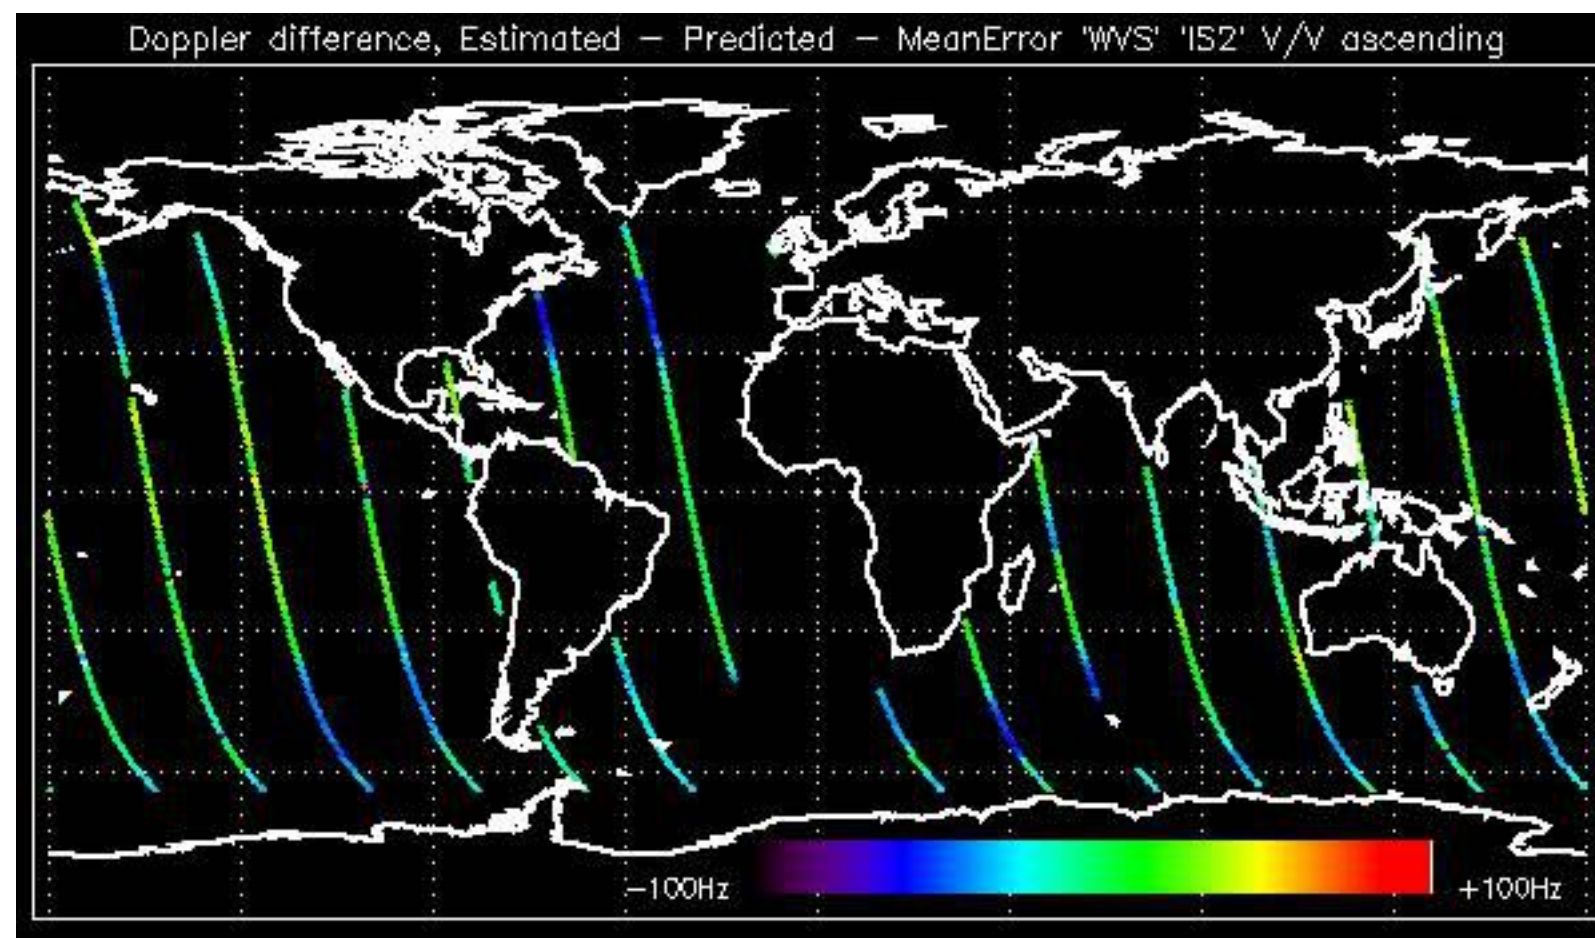 Doppler difference, Estimated − Predicted − MeanError 'WVS' 'IS2' V/V ascending
−100Hz +100Hz